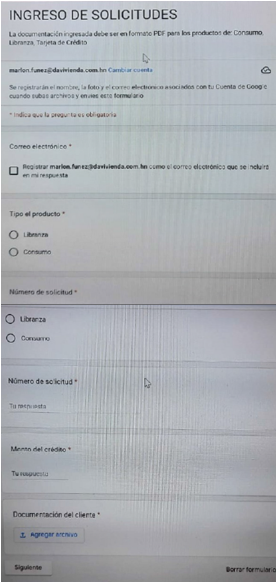 INGRESO DE SOLICITUDES
La documentación ingresada debe ser en formato PDF para los productos de: Consumo,
Libranza, Tarjeta de Crédito
marlon.funez@davivienda.com.hn Cambiar cuenta
Se registrarán el nombre, la foto y el correo electrónico asociados con tu Cuenta de Google
cuando subas archivos y envíes este formulario
* Indica que la pregunta es obligatoria
Correo electrónico *
Registrar marlon.funez@davivienda.com.hn como el correo electrónico que se incluirá
en mi respuesta
Tipo el producto *
Libranza
Consumo
Número de solicitud *
Libranza
Consumo
Número de solicitud *
Tu respuesta
Monto del crédito *
Tu respuesta
Documentación del cliente *
Agregar archivo
Siguiente
Borrar formulario